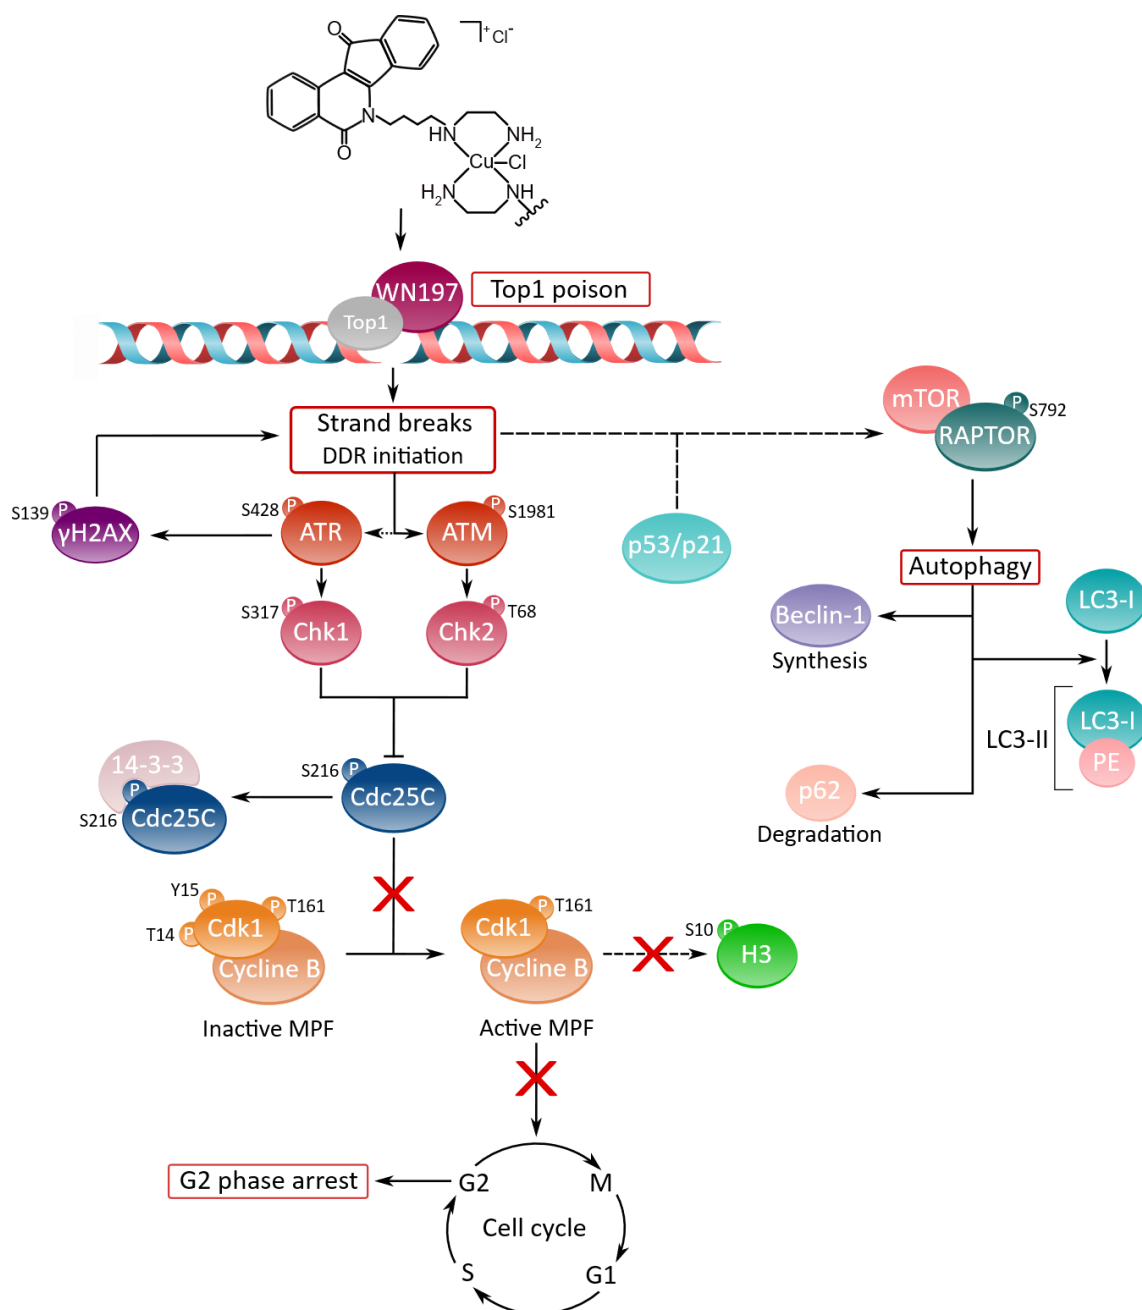 O
O
N
]+ Cl-
HN
NH2
Cu
Cl
H2N
NH
WN197
Top1 poison
Top1
Strand breaks
DDR initiation
mTOR
P
S792
RAPTOR
S139
P
γH2AX
S428
P
ATR
P
S1981
ATM
p53/p21
Autophagy
S317
P
Chk1
P
T68
Chk2
Beclin-1
Synthesis
LC3-I
LC3-II
LC3-I
PE
14-3-3
P
S216
Cdc25C
S216
P
Cdc25C
p62
Degradation
Y15
P
P
T161
T14
P
Cdk1
Cycline B
Inactive MPF
P
T161
Cdk1
Cycline B
Active MPF
S10
P
H3
G2 phase arrest
G2
M
Cell cycle
S
G1